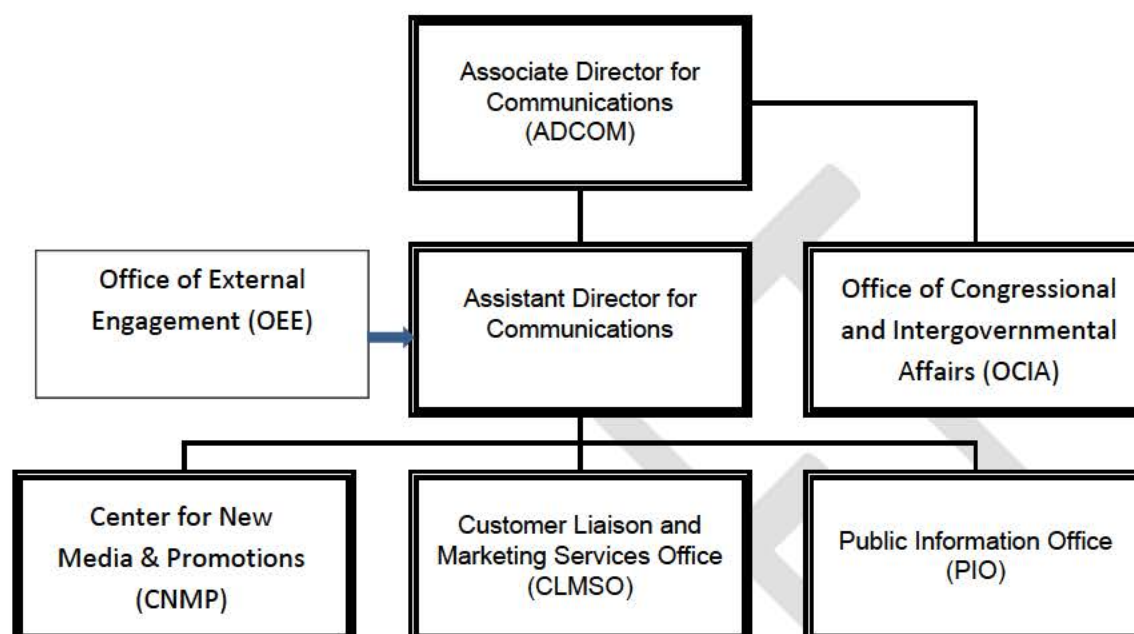 Associate Director for
Communications
(ADCOM)
Office of External
Engagement (OEE)
Assistant Director for
Communications
Office of Congressional
and Intergovernmental
Affairs (OCIA)
Center for New
Media & Promotions
(CNMP)
Customer Liaison and
Marketing Services Office
(CLMSO)
Public Information Office
(PIO)